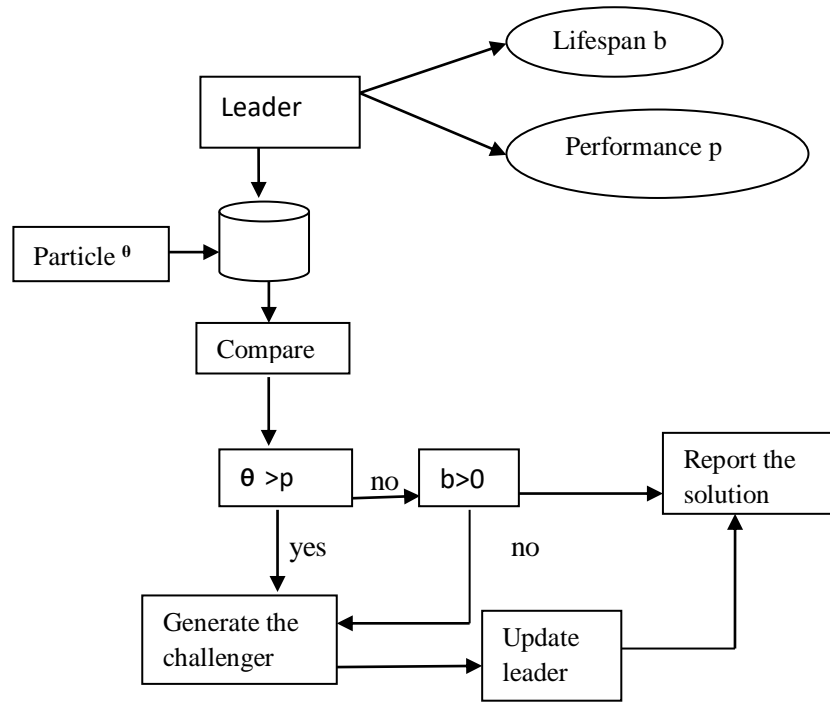 Lifespan b
Leader
Performance p
Particle θ
Compare
θ >p
no
b>0
Report the
solution
yes
no
Generate the
challenger
Update
leader